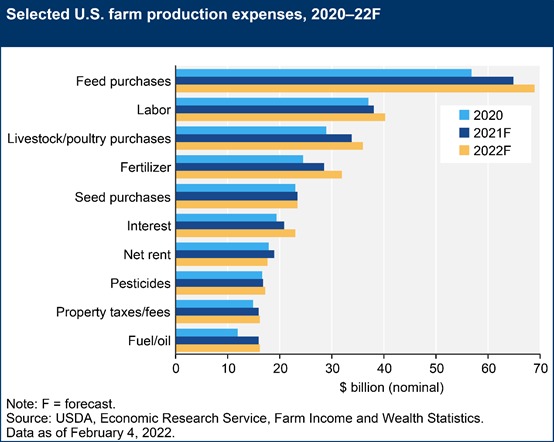 Selected U.S. farm production expenses, 2020–22F
Feed purchases
Labor
Livestock/poultry purchases
Fertilizer
Seed purchases
Interest
Net rent
Pesticides
Property taxes/fees
Fuel/oil
2020
2021F
2022F
0 10 20 30 40 50 60 70
$ billion (nominal)
Note: F = forecast.
Source: USDA, Economic Research Service, Farm Income and Wealth Statistics.
Data as of February 4, 2022.